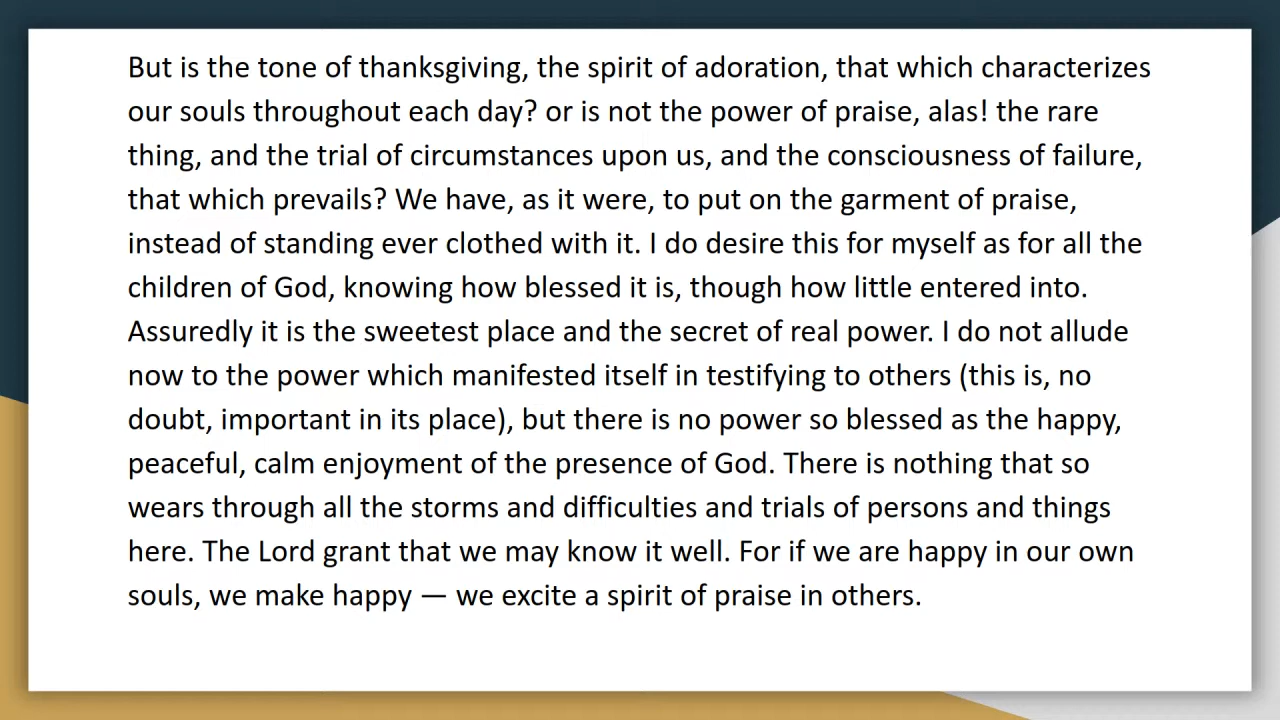 But is the tone of thanksgiving, the spirit of adoration, that which characterizes
our souls throughout each day? or is not the power of praise, alas! the rare
thing, and the trial of circumstances upon us, and the consciousness of failure,
that which prevails? We have, as it were, to put on the garment of praise,
instead of standing ever clothed with it. I do desire this for myself as for all the
children of God, knowing how blessed it is, though how little entered into.
Assuredly it is the sweetest place and the secret of real power. I do not allude
now to the power which manifested itself in testifying to others (this is, no
doubt, important in its place), but there is no power so blessed as the happy,
peaceful, calm enjoyment of the presence of God. There is nothing that so
wears through all the storms and difficulties and trials of persons and things
here. The Lord grant that we may know it well. For if we are happy in our own
souls, we make happy — we excite a spirit of praise in others.